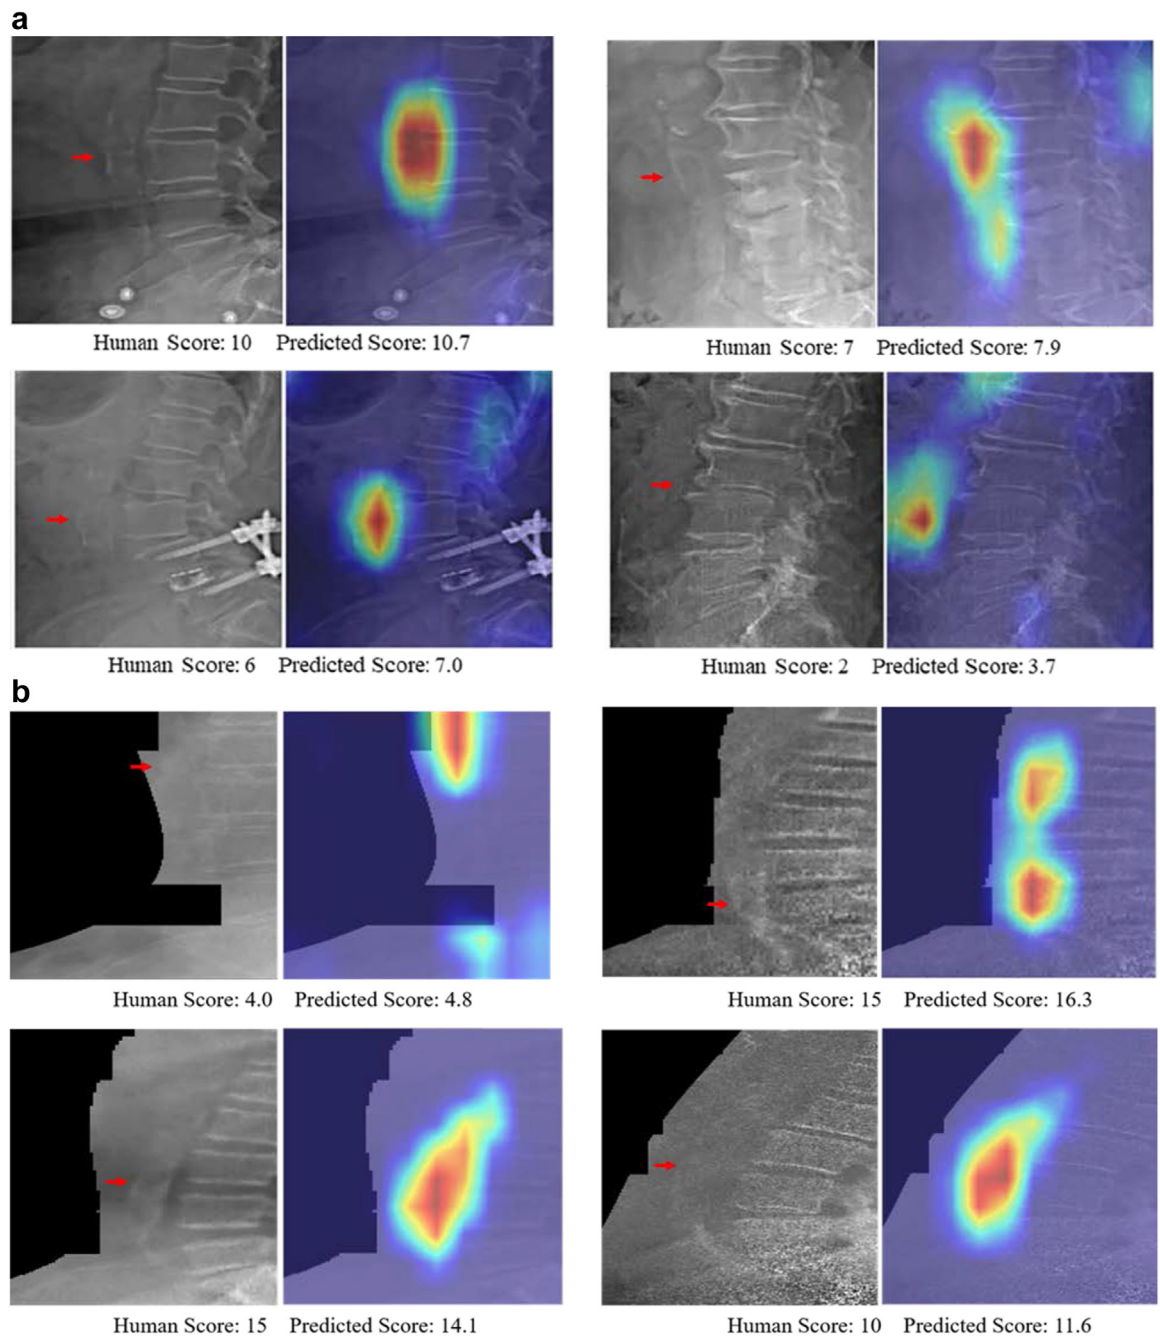 a
Human Score: 10 Predicted Score: 10.7
Human Score: 7 Predicted Score: 7.9
Human Score: 6 Predicted Score: 7.0
Human Score: 2 Predicted Score: 3.7
b
Human Score: 4.0 Predicted Score: 4.8
Human Score: 15 Predicted Score: 16.3
Human Score: 15 Predicted Score: 14.1
Human Score: 10 Predicted Score: 11.6